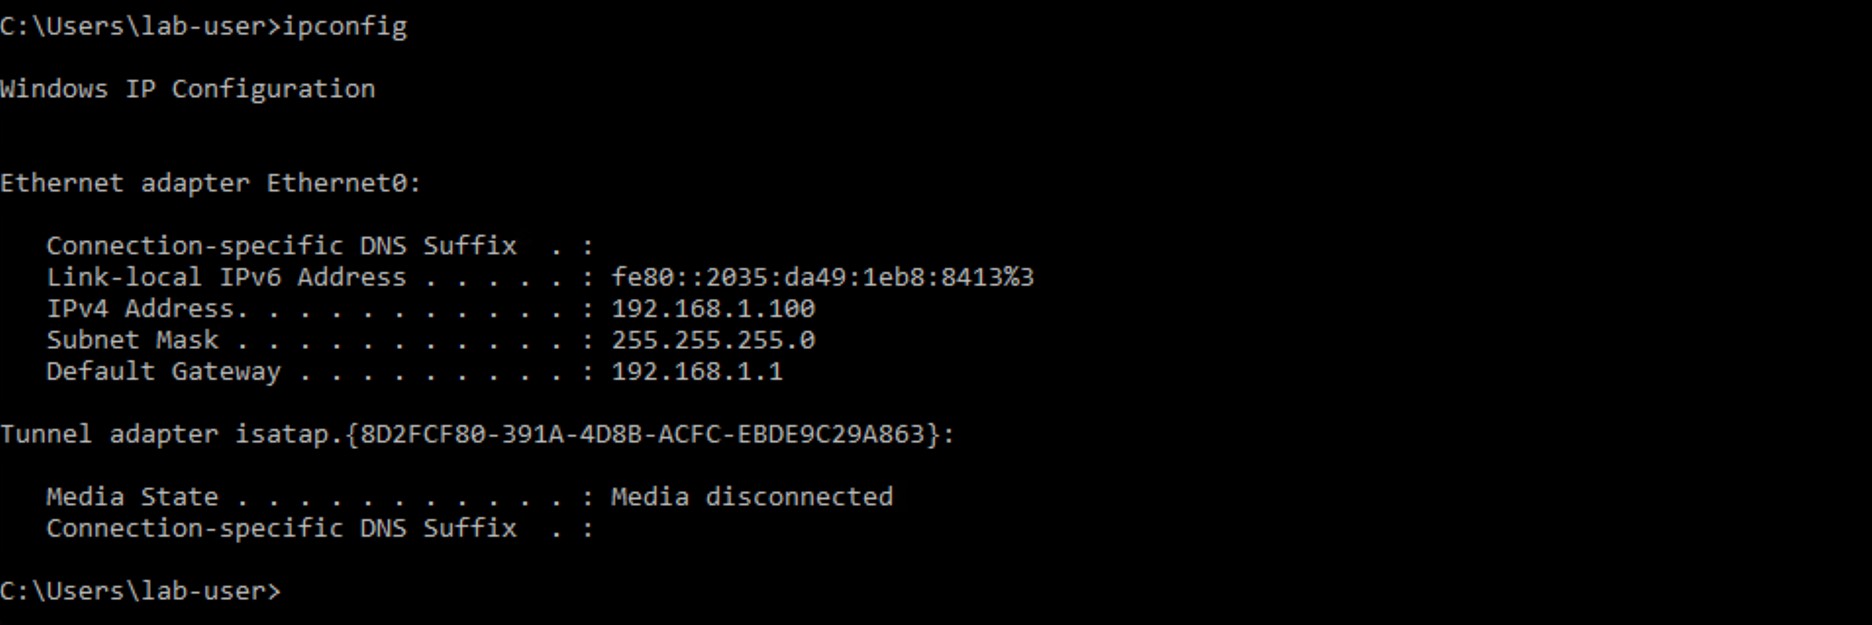 C:\Users\lab-user>ipconfig
Windows IP Configuration
Ethernet adapter Ethernet0:
Connection-specific DNS Suffix  . :
Link-local IPv6 Address . . . . . : fe80::2035:da49:1eb8:8413%3
IPv4 Address. . . . . . . . . . . : 192.168.1.100
Subnet Mask . . . . . . . . . . . : 255.255.255.0
Default Gateway . . . . . . . . . : 192.168.1.1
Tunnel adapter isatap.{8D2FCF80-391A-4D8B-ACFC-EBDE9C29A863}:
Media State . . . . . . . . . . . : Media disconnected
Connection-specific DNS Suffix  . :
C:\Users\lab-user>